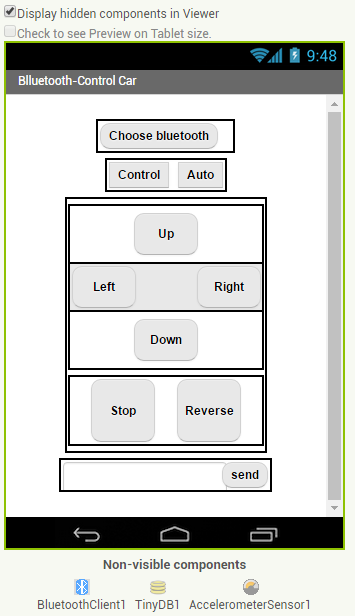 Display hidden components in Viewer
Check to see Preview on Tablet size.
9:48
Blluetooth-Control Car
Choose bluetooth
Control Auto
Up
Left Right
Down
Stop Reverse
send
Non-visible components
BluetoothClient1 TinyDB1 AccelerometerSensor1